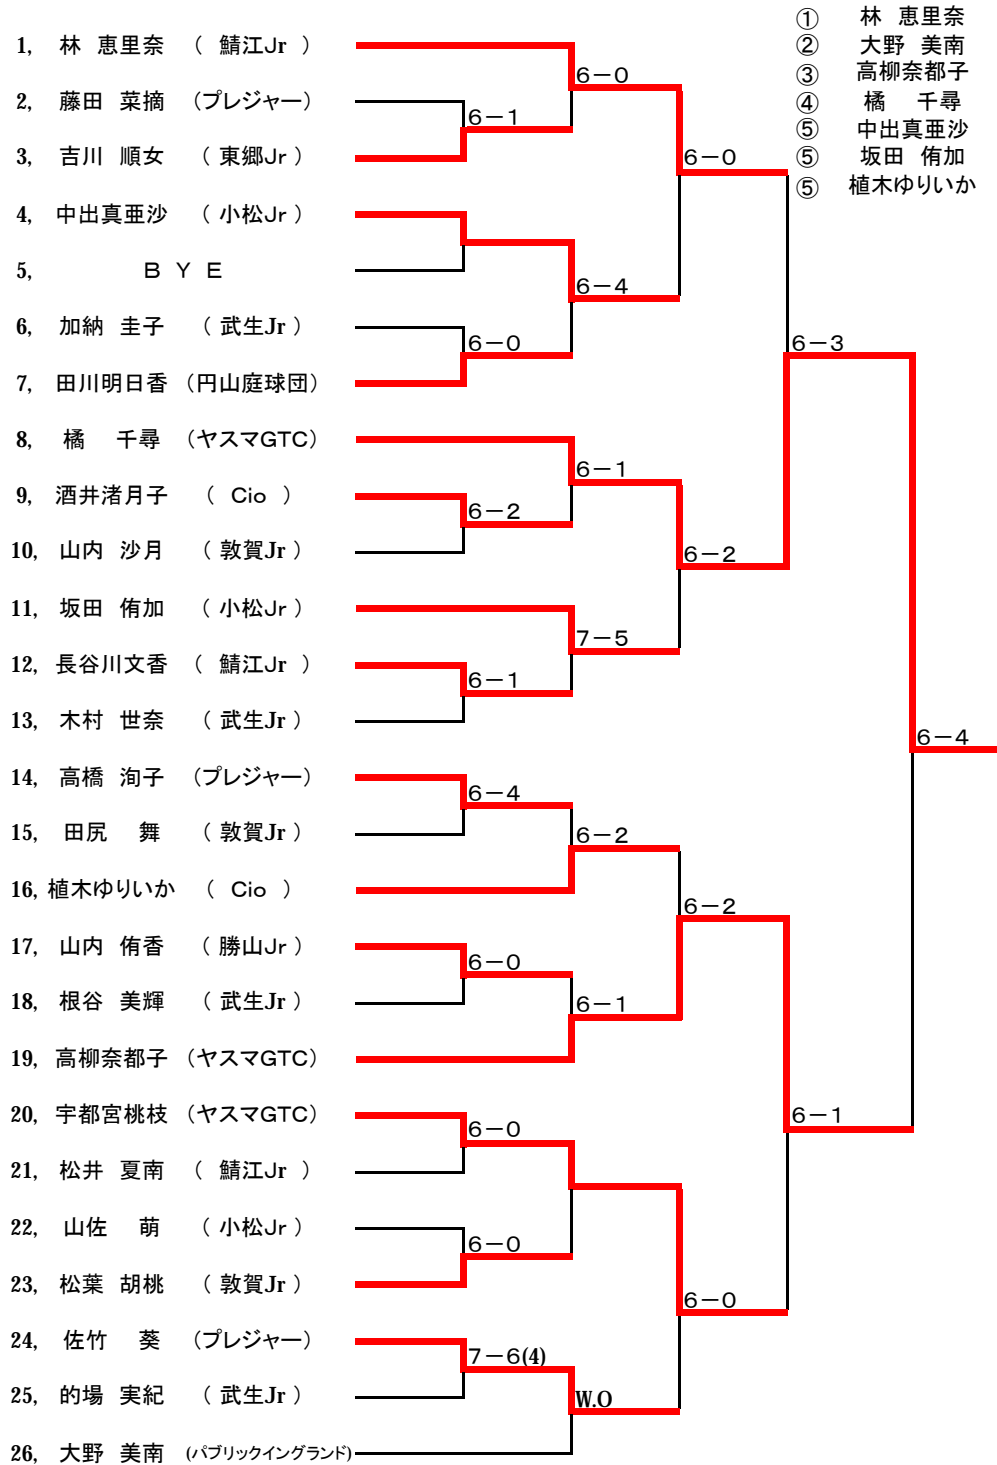 ① 林 恵里奈
② 大野 美南
③ 高柳奈都子
④ 橘 千尋
⑤ 中出真亜沙
⑤ 坂田 侑加
⑤ 植木ゆりいか
1, 林 恵里奈 （ 鯖江Jr ）
6－0
2, 藤田 菜摘 （プレジャー）
6－1
3, 吉川 順女 （ 東郷Jr ）
6－0
4, 中出真亜沙 （ 小松Jr ）
5, ＢＹＥ
6－4
6, 加納 圭子 （ 武生Jr ）
6－0
6－3
7, 田川明日香 （円山庭球団）
8, 橘 千尋 （ヤスマGTC）
6－1
9, 酒井渚月子 （ Cio ）
6－2
10, 山内 沙月 （ 敦賀Jr ）
6－2
11, 坂田 侑加 （ 小松Jr ）
7－5
12, 長谷川文香 （ 鯖江Jr ）
6－1
13, 木村 世奈 （ 武生Jr ）
6－4
14, 高橋 洵子 （プレジャー）
6－4
15, 田尻 舞 （ 敦賀Jr ）
6－2
16, 植木ゆりいか （ Cio ）
6－2
17, 山内 侑香 （ 勝山Jr ）
6－0
18, 根谷 美輝 （ 武生Jr ）
6－1
19, 高柳奈都子 （ヤスマGTC）
20, 宇都宮桃枝 （ヤスマGTC）
6－1
6－0
21, 松井 夏南 （ 鯖江Jr ）
22, 山佐 萌 （ 小松Jr ）
6－0
23, 松葉 胡桃 （ 敦賀Jr ）
6－0
24, 佐竹 葵 （プレジャー）
7－6(4)
25, 的場 実紀 （ 武生Jr ）
W.O
26, 大野 美南 (パブリックイングランド)